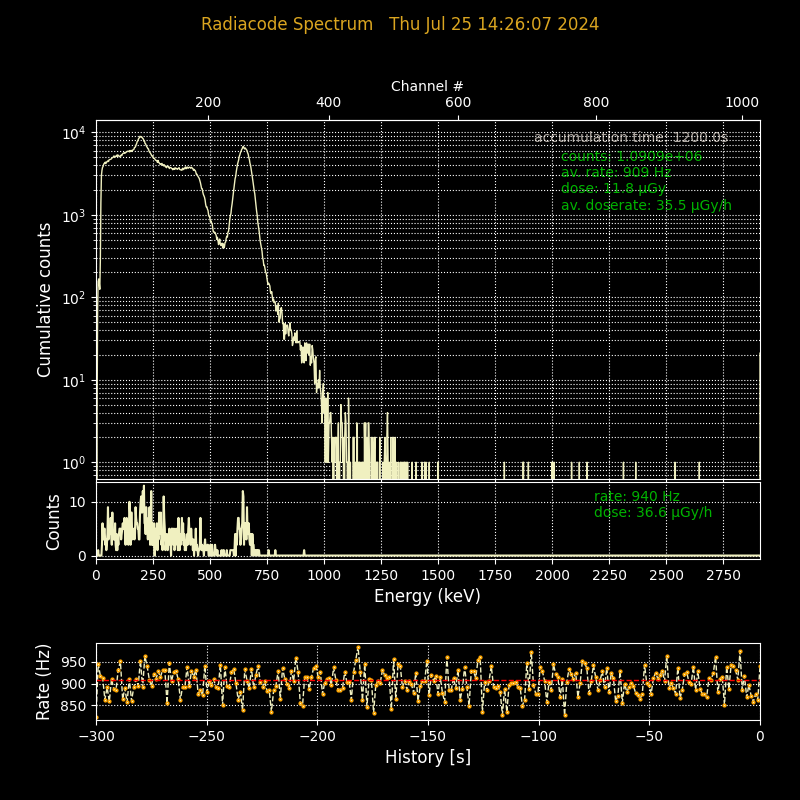 Radiacode Spectrum   Thu Jul 25 14:26:07 2024
Channel #
200 400 600 800 1000
accumulation time: 1200.0s
counts: 1.0909e+06
av. rate: 909 Hz
dose: 11.8 µGy
av. doserate: 35.5 µGy/h
Cumulative counts
10⁴
10³
10²
10¹
10⁰
rate: 940 Hz
dose: 36.6 µGy/h
Counts
10
0
0 250 500 750 1000 1250 1500 1750 2000 2250 2500 2750
Energy (keV)
Rate (Hz)
950
900
850
−300 −250 −200 −150 −100 −50 0
History [s]